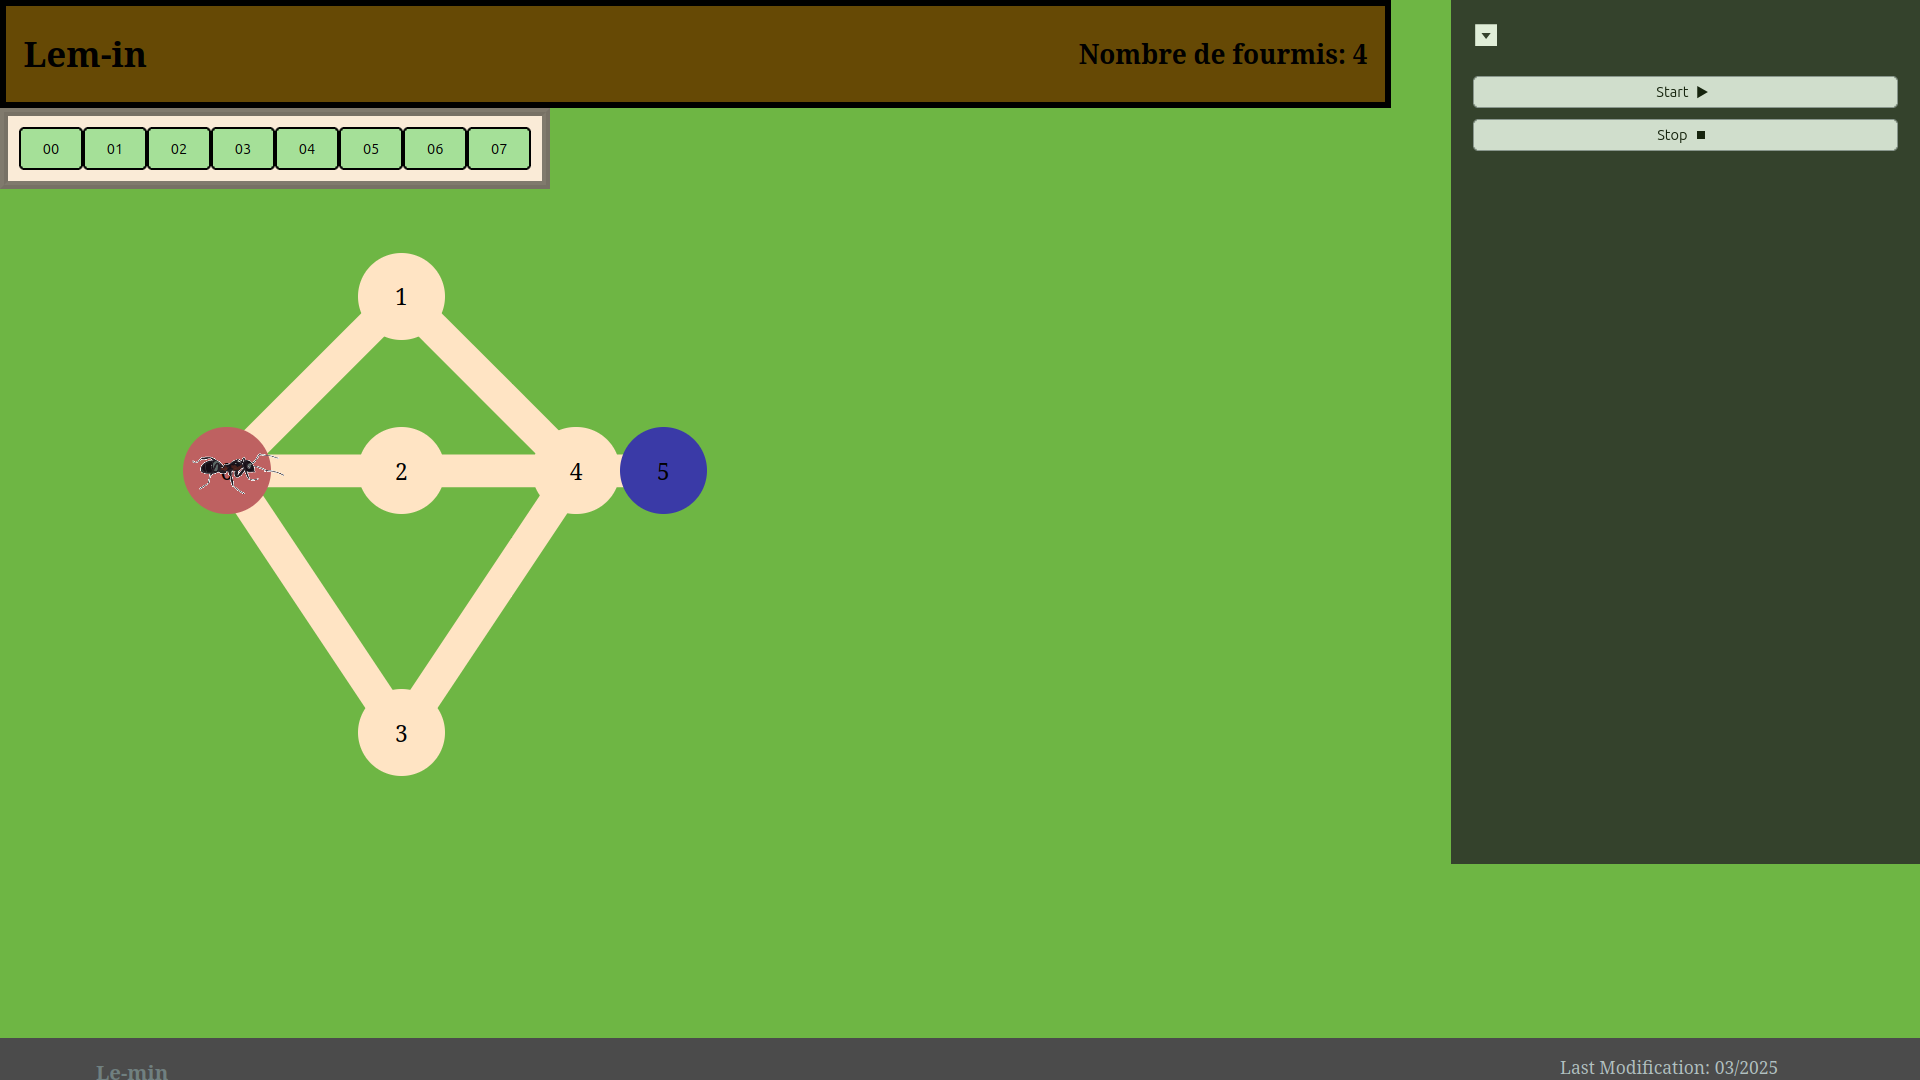 Lem-in
Nombre de fourmis: 4
00 01 02 03 04 05 06 07
Start
Stop
1
2 4 5
3
Le-min
Last Modification: 03/2025